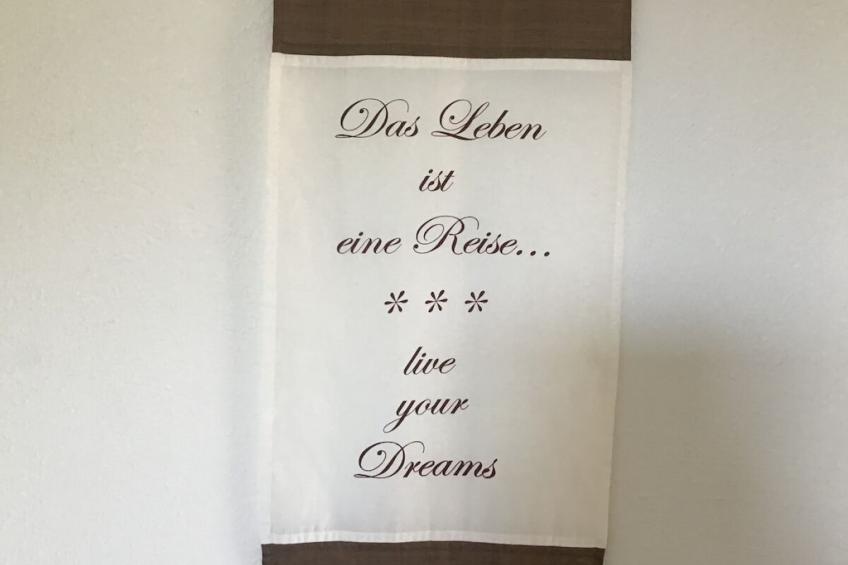 Das Leben
ist
eine Reise...
* * *
live
your
Dreams